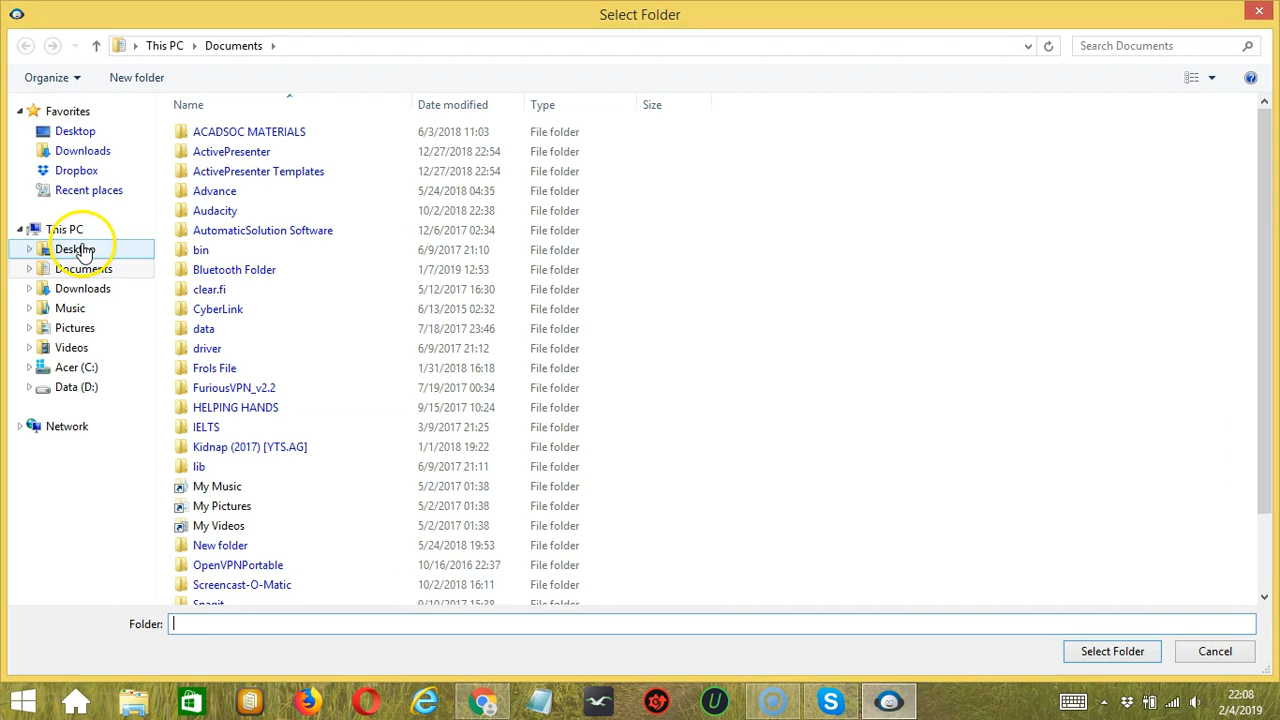 Select Folder
This PC Documents
Search Documents
Organize New folder
Name Date modified Type Size
Favorites
Desktop
Downloads
Dropbox
Recent places
This PC
Desktop
Documents
Downloads
Music
Pictures
Videos
Acer (C:)
Data (D:)
Network
ACADSOC MATERIALS 6/3/2018 11:03 File folder
ActivePresenter 12/27/2018 22:54 File folder
ActivePresenter Templates 12/27/2018 22:54 File folder
Advance 5/24/2018 04:35 File folder
Audacity 10/2/2018 22:38 File folder
AutomaticSolution Software 12/6/2017 02:34 File folder
bin 6/9/2017 21:10 File folder
Bluetooth Folder 1/7/2019 12:53 File folder
clear.fi 5/12/2017 16:30 File folder
CyberLink 6/13/2015 02:32 File folder
data 7/18/2017 23:46 File folder
driver 6/9/2017 21:12 File folder
Frols File 1/31/2018 16:18 File folder
FuriousVPN_v2.2 7/19/2017 00:34 File folder
HELPING HANDS 9/15/2017 10:24 File folder
IELTS 3/9/2017 21:25 File folder
Kidnap (2017) [YTS.AG] 1/1/2018 19:22 File folder
lib 6/9/2017 21:11 File folder
My Music 5/2/2017 01:38 File folder
My Pictures 5/2/2017 01:38 File folder
My Videos 5/2/2017 01:38 File folder
New folder 5/24/2018 19:53 File folder
OpenVPNPortable 10/16/2016 22:37 File folder
Screencast-O-Matic 10/2/2018 16:11 File folder
Snagit 9/10/2017 15:38 File folder
Folder:
Select Folder Cancel
22:08
2/4/2019